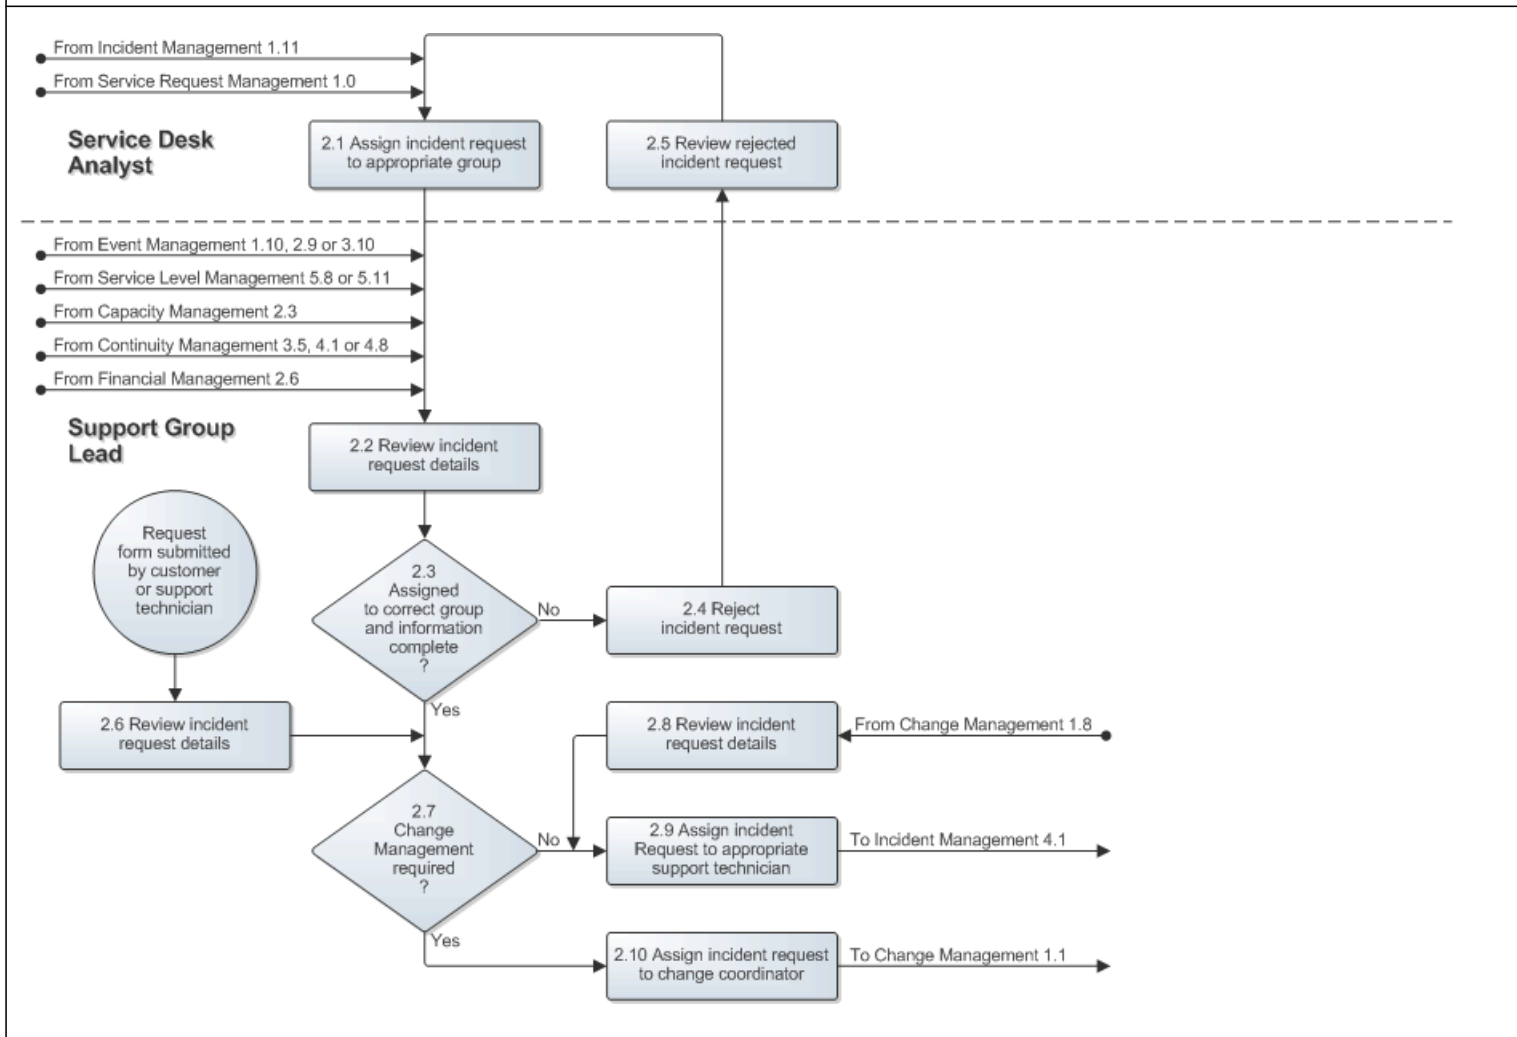 From Incident Management 1.11
From Service Request Management 1.0
Service Desk
Analyst
2.1 Assign incident request
to appropriate group
2.5 Review rejected
incident request
From Event Management 1.10, 2.9 or 3.10
From Service Level Management 5.8 or 5.11
From Capacity Management 2.3
From Continuity Management 3.5, 4.1 or 4.8
From Financial Management 2.6
Support Group
Lead
2.2 Review incident
request details
Request
form submitted
by customer
or support
technician
2.3
Assigned
to correct group
and information
complete
?
No
2.4 Reject
incident request
Yes
2.6 Review incident
request details
2.8 Review incident
request details
From Change Management 1.8
2.7
Change
Management
required
?
No
2.9 Assign incident
Request to appropriate
support technician
To Incident Management 4.1
Yes
2.10 Assign incident request
to change coordinator
To Change Management 1.1